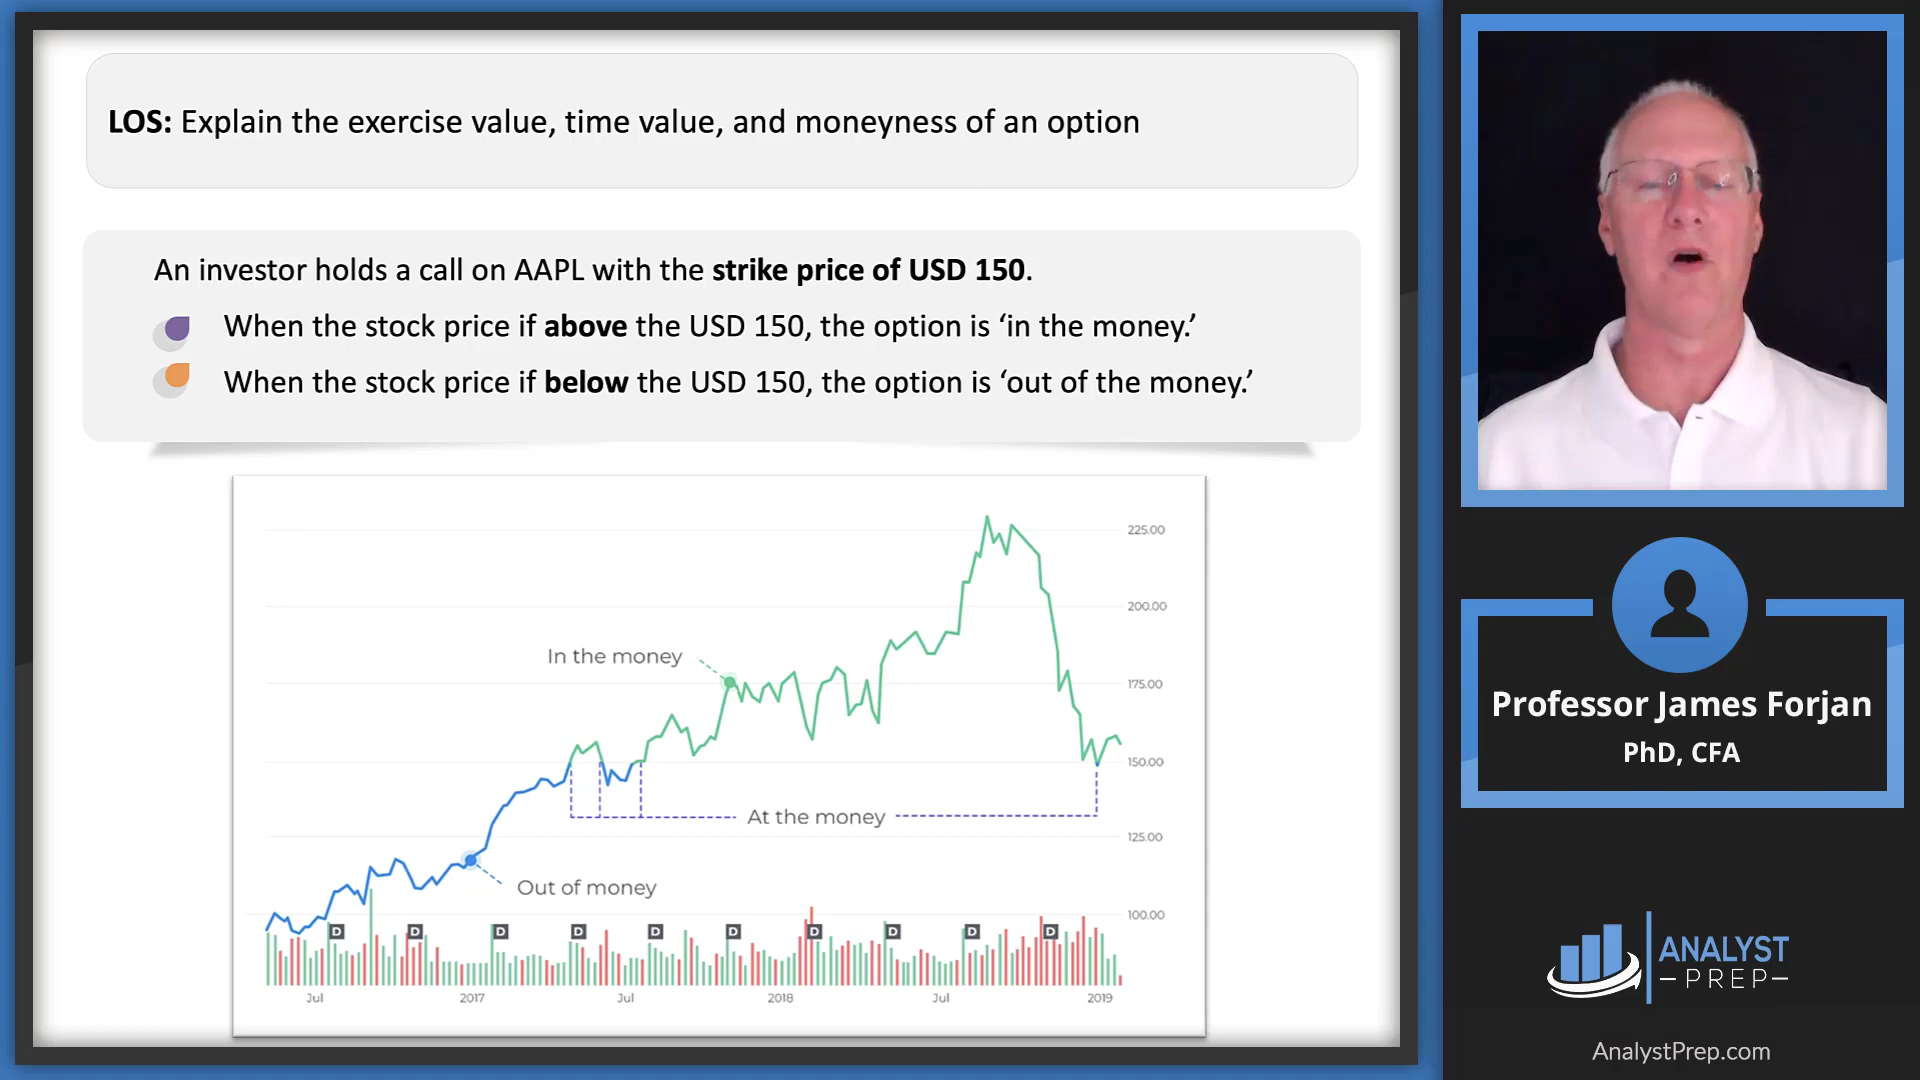 LOS: Explain the exercise value, time value, and moneyness of an option
An investor holds a call on AAPL with the strike price of USD 150.
When the stock price if above the USD 150, the option is ‘in the money.’
When the stock price if below the USD 150, the option is ‘out of the money.’
225.00
200.00
In the money
175.00
150.00
At the money
125.00
Out of money
100.00
D D D D D D D D D D
Jul 2017 Jul 2018 Jul 2019
Professor James Forjan
PhD, CFA
ANALYST
PREP
AnalystPrep.com